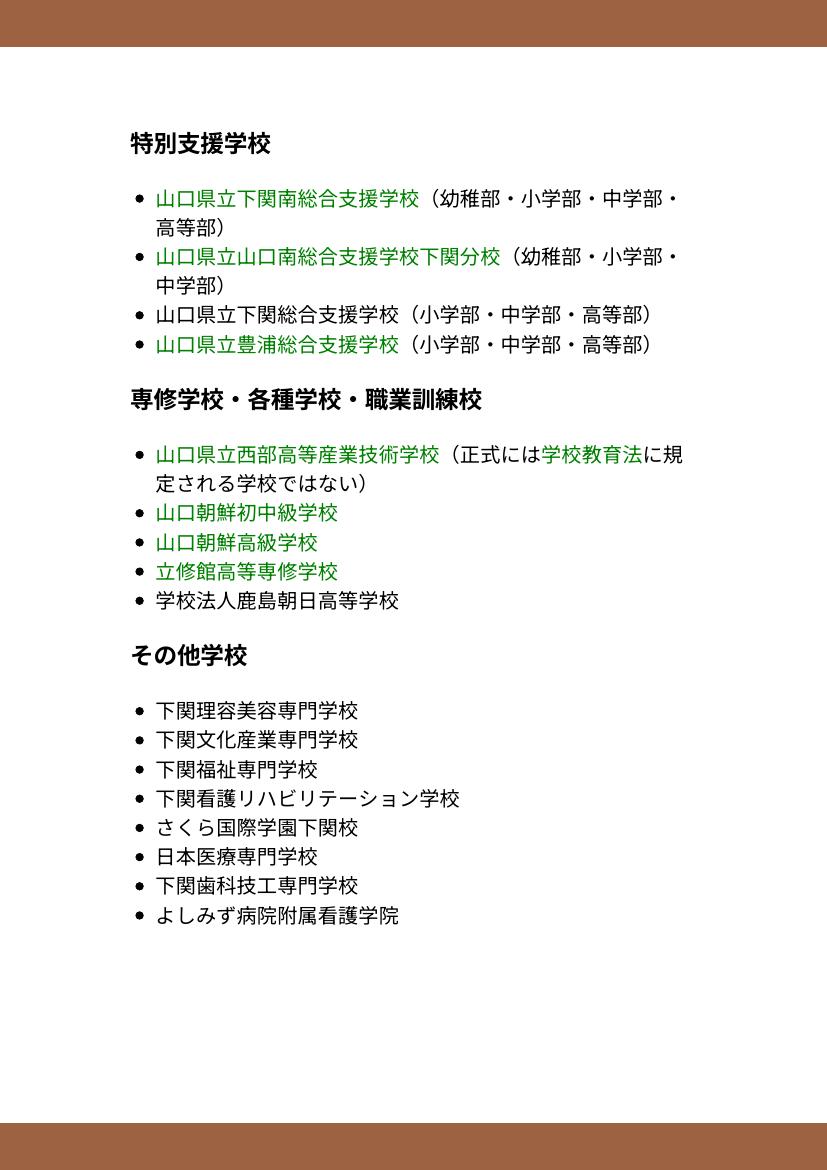 特別支援学校
山口県立下関南総合支援学校（幼稚部・小学部・中学部・
高等部）
山口県立山口南総合支援学校下関分校（幼稚部・小学部・
中学部）
山口県立下関総合支援学校（小学部・中学部・高等部）
山口県立豊浦総合支援学校（小学部・中学部・高等部）
専修学校・各種学校・職業訓練校
山口県立西部高等産業技術学校（正式には学校教育法に規
定される学校ではない）
山口朝鮮初中級学校
山口朝鮮高級学校
立修館高等専修学校
学校法人鹿島朝日高等学校
その他学校
下関理容美容専門学校
下関文化産業専門学校
下関福祉専門学校
下関看護リハビリテーション学校
さくら国際学園下関校
日本医療専門学校
下関歯科技工専門学校
よしみず病院附属看護学院